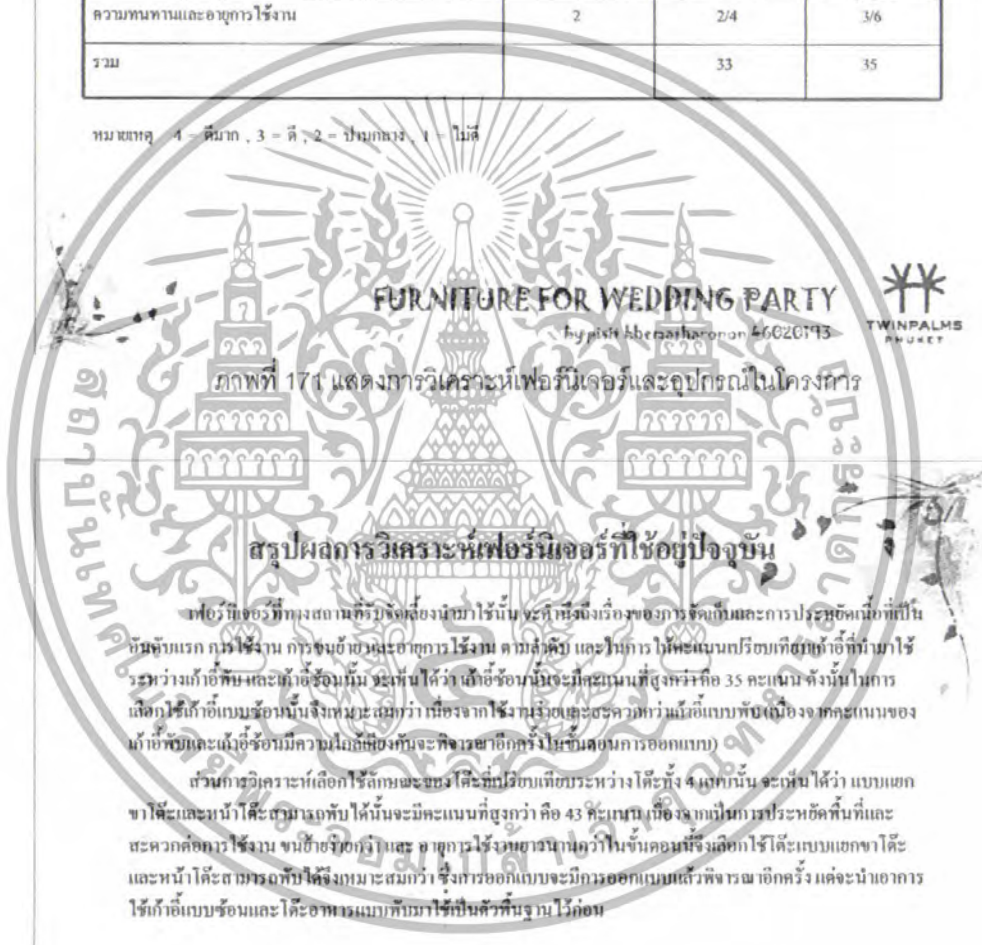 ความทนทานและอายุการใช้งาน 2 2/4 3/6
รวม 33 35
หมายเหตุ 4 = ดีมาก , 3 = ดี , 2 = ปานกลาง , 1 = ไม่ดี
FURNITURE FOR WEDDING PARTY
by pisit 46020193
TWINPALMS
PHUKET
ภาพที่ 171 แสดงการวิเคราะห์เฟอร์นิเจอร์และอุปกรณ์ในโครงการ
สรุปผลการวิเคราะห์เฟอร์นิเจอร์ที่ใช้อยู่ปัจจุบัน
เฟอร์นิเจอร์ที่ทางสถานที่รับจัดเลี้ยงนำมาใช้นั้น จะคำนึงถึงเรื่องของการจัดเก็บและการประหยัดเนื้อที่เป็น
อันดับแรก การใช้งาน การขนย้ายและอายุการใช้งาน ตามลำดับ และในการให้คะแนนเปรียบเทียบเก้าอี้ที่นำมาใช้
ระหว่างเก้าอี้พับ และเก้าอี้ซ้อนนั้น จะเห็นได้ว่า เก้าอี้ซ้อนนั้นจะมีคะแนนที่สูงกว่า คือ 35 คะแนน ดังนั้นในการ
เลือกใช้เก้าอี้แบบซ้อนนั้นจึงเหมาะสมกว่า เนื่องจากใช้งานง่ายและสะดวกกว่าเก้าอี้แบบพับ (เนื่องจากคะแนนของ
เก้าอี้พับและเก้าอี้ซ้อนมีความใกล้เคียงกันจะพิจารณาอีกครั้งในขั้นตอนการออกแบบ)
ส่วนการวิเคราะห์เลือกใช้ลักษณะของโต๊ะที่เปรียบเทียบระหว่างโต๊ะทั้ง 4 แบบนั้น จะเห็นได้ว่า แบบแยก
ขาโต๊ะและหน้าโต๊ะสามารถพับได้นั้นจะมีคะแนนที่สูงกว่า คือ 43 คะแนน เนื่องจากเป็นการประหยัดพื้นที่และ
สะดวกต่อการใช้งาน ขนย้ายง่ายกว่า และ อายุการใช้งานยาวนานกว่าในขั้นตอนนี้จึงเลือกใช้โต๊ะแบบแยกขาโต๊ะ
และหน้าโต๊ะสามารถพับได้จึงเหมาะสมกว่า ซึ่งการออกแบบจะมีการออกแบบแล้วพิจารณาอีกครั้ง แต่จะนำเอาการ
ใช้เก้าอี้แบบซ้อนและโต๊ะอาหารแบบพับมาใช้เป็นตัวพื้นฐานไว้ก่อน